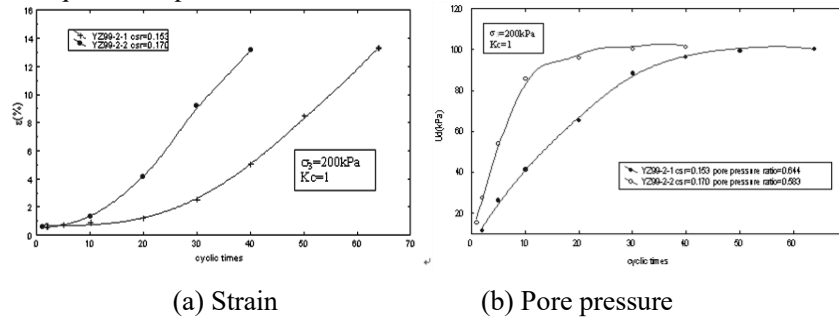 16
14
12
10
8
6
4
2
0
ε(%)
YZ99-2-1 csr=0.153
YZ99-2-2 csr=0.170
σ3=200kPa
Kc=1
0 10 20 30 40 50 60 70
cyclic times
120
100
80
60
40
20
Ud(kPa)
σ=200kPa
Kc=1
YZ99-2-1 csr=0.153 pore pressure ratio=0.644
YZ99-2-2 csr=0.170 pore pressure ratio=0.583
0 10 20 30 40 50 60
cyclic times
(a) Strain
(b) Pore pressure